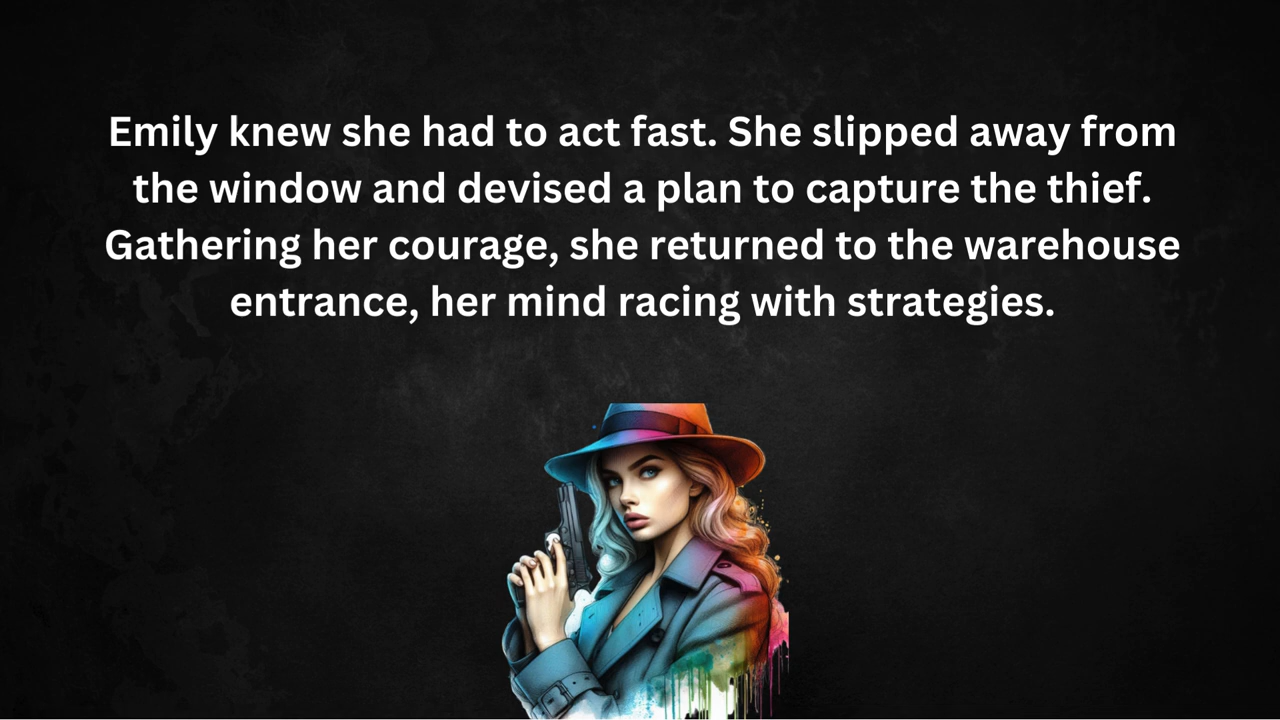 Emily knew she had to act fast. She slipped away from
the window and devised a plan to capture the thief.
Gathering her courage, she returned to the warehouse
entrance, her mind racing with strategies.